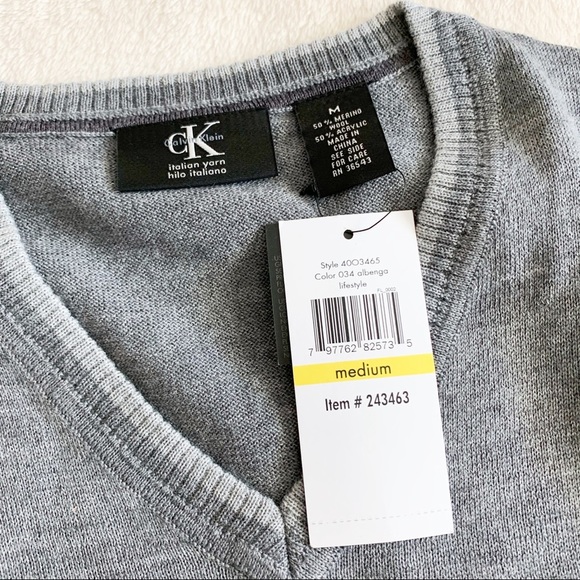 CK
Calvin Klein
italian yarn
hilo italiano
M
50% MERINO
WOOL
50% ACRYLIC
MADE IN
CHINA
SEE SIDE
FOR CARE
RN 36543
Style 40O3465
Color 034 albenga
lifestyle
FL_0002
7 97762 82573 5
medium
Item # 243463